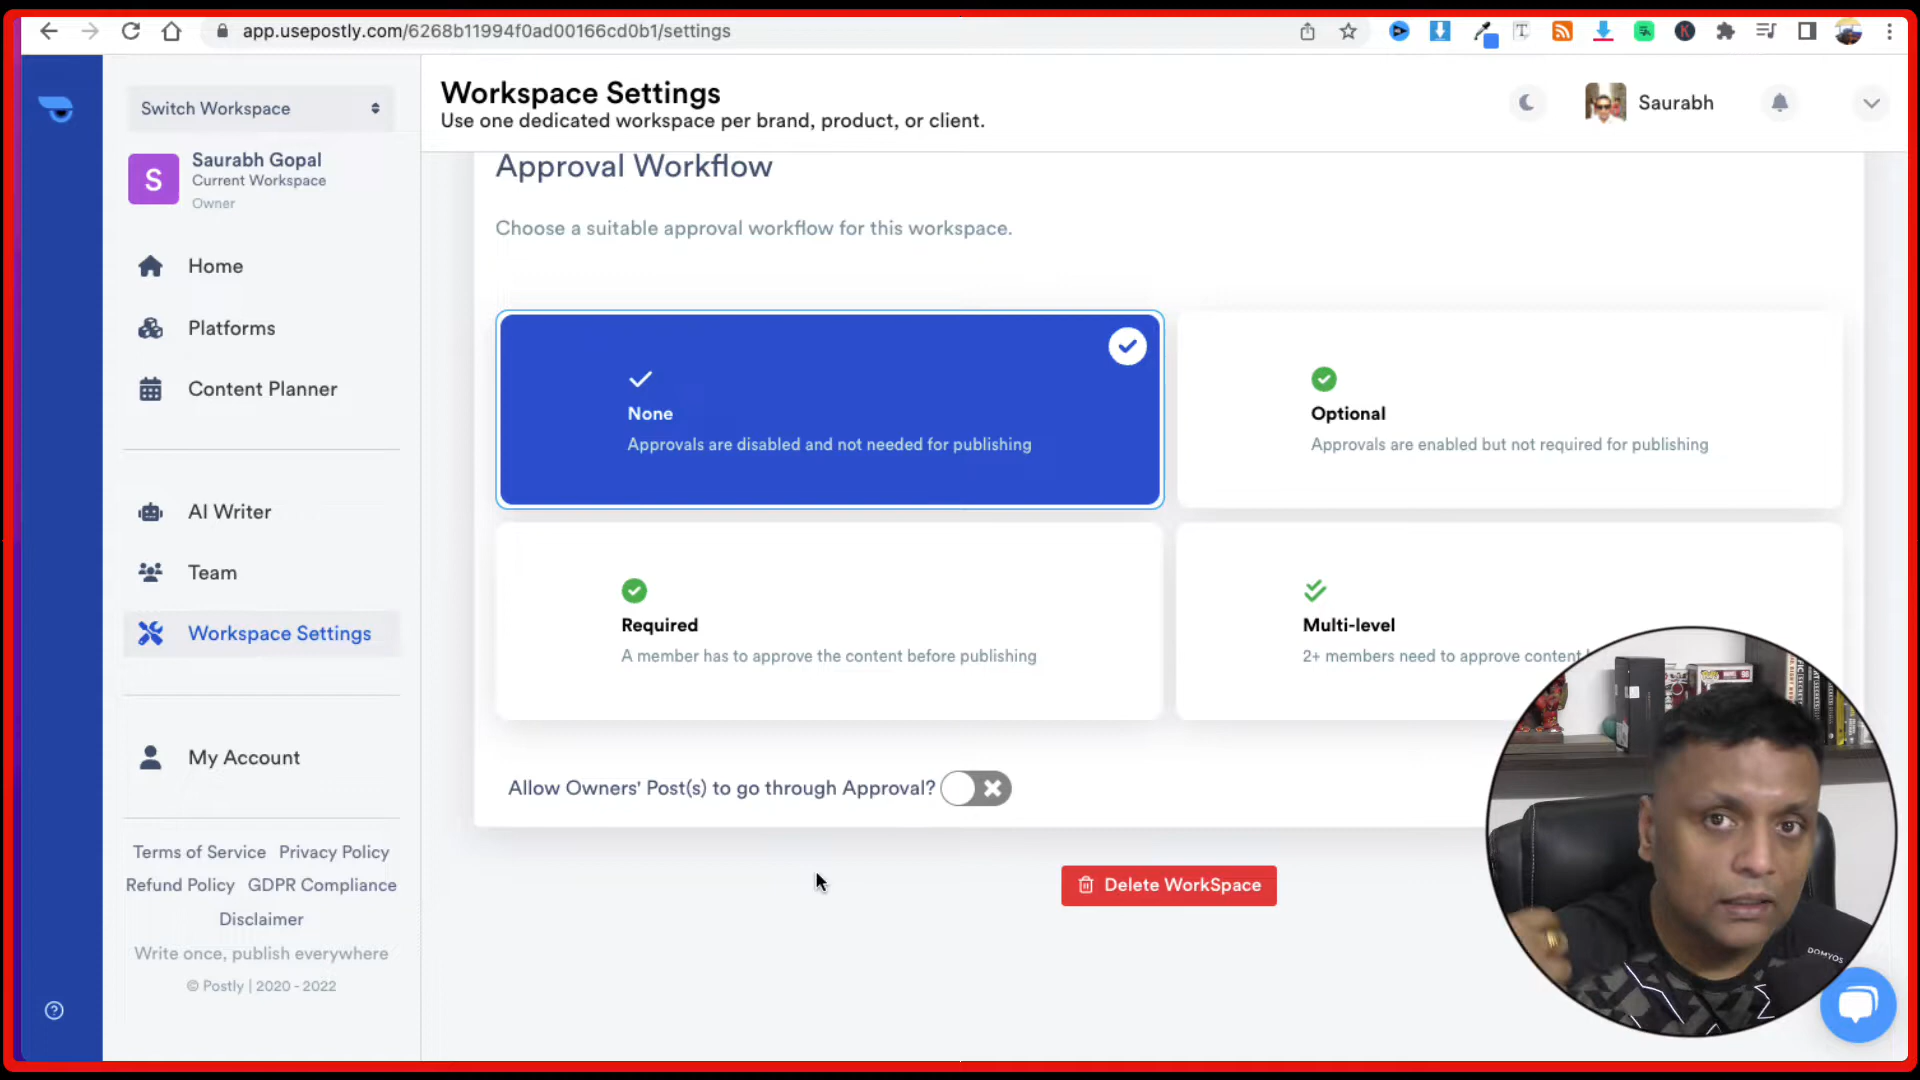 app.usepostly.com/6268b11994f0ad00166cd0b1/settings
Switch Workspace
S
Saurabh Gopal
Current Workspace
Owner
Home
Platforms
Content Planner
AI Writer
Team
Workspace Settings
My Account
Terms of Service Privacy Policy
Refund Policy GDPR Compliance
Disclaimer
Write once, publish everywhere
© Postly | 2020 - 2022
Workspace Settings
Use one dedicated workspace per brand, product, or client.
Saurabh
Approval Workflow
Choose a suitable approval workflow for this workspace.
None
Approvals are disabled and not needed for publishing
Optional
Approvals are enabled but not required for publishing
Required
A member has to approve the content before publishing
Multi-level
2+ members need to approve content
Allow Owners' Post(s) to go through Approval?
Delete WorkSpace
DOMYOS